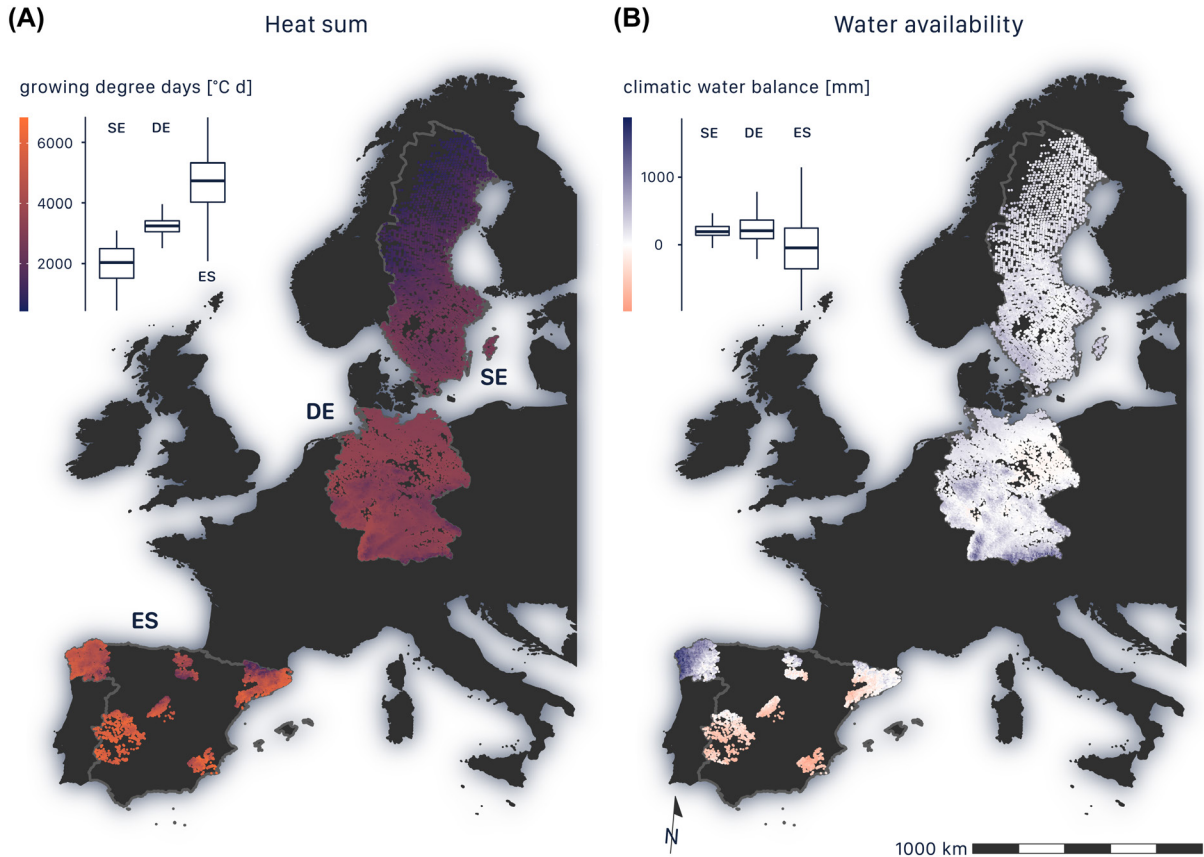 (A)
Heat sum
growing degree days [°C d]
6000
4000
2000
SE
DE
ES
SE
DE
ES
(B)
Water availability
climatic water balance [mm]
1000
0
SE
DE
ES
N
1000 km